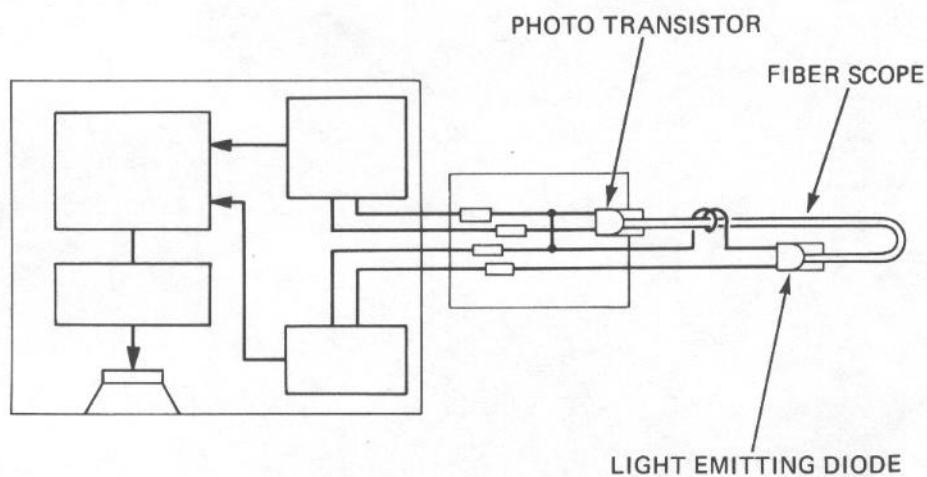 PHOTO TRANSISTOR
FIBER SCOPE
LIGHT EMITTING DIODE